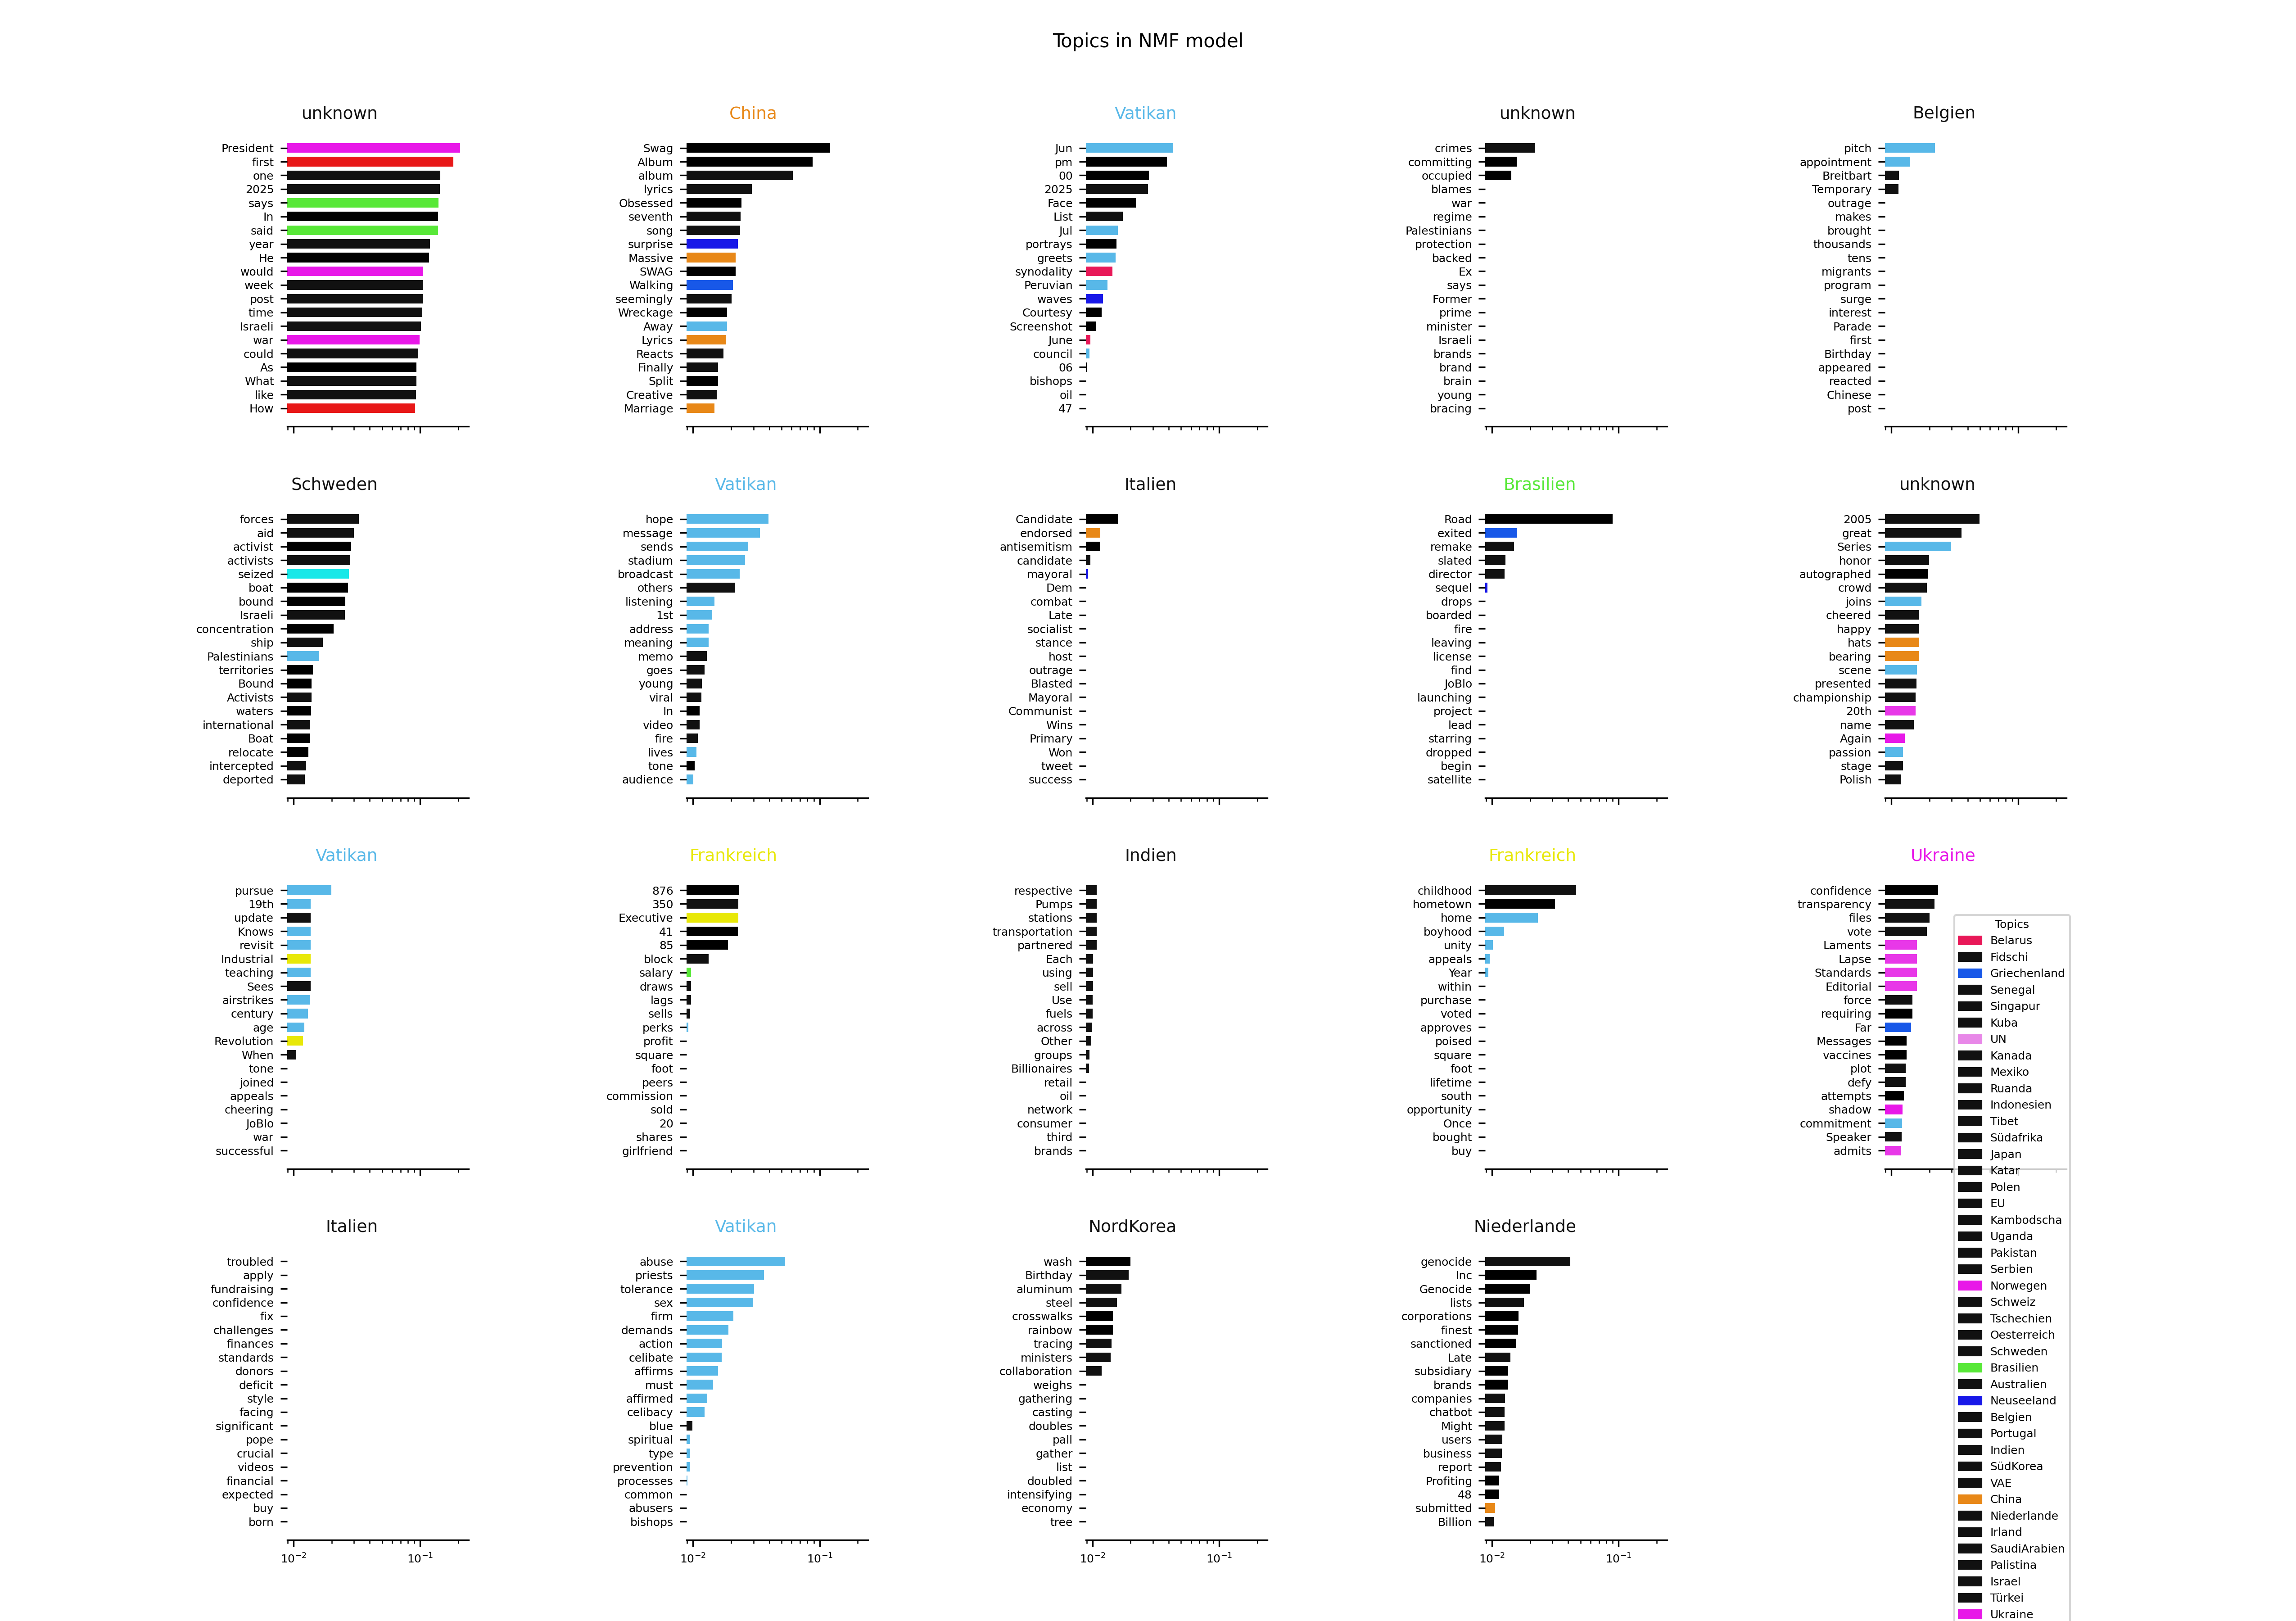 Topics in NMF model
unknown
President
first
one
2025
says
In
said
year
He
would
week
post
time
Israeli
war
could
As
What
like
How
China
Swag
Album
album
lyrics
Obsessed
seventh
song
surprise
Massive
SWAG
Walking
seemingly
Wreckage
Away
Lyrics
Reacts
Finally
Split
Creative
Marriage
Vatikan
Jun
pm
00
2025
Face
List
Jul
portrays
greets
synodality
Peruvian
waves
Courtesy
Screenshot
June
council
06
bishops
oil
47
unknown
crimes
committing
occupied
blames
war
regime
Palestinians
protection
backed
Ex
says
Former
prime
minister
Israeli
brands
brand
brain
young
bracing
Belgien
pitch
appointment
Breitbart
Temporary
outrage
makes
brought
thousands
tens
migrants
program
surge
interest
Parade
first
Birthday
appeared
reacted
Chinese
post
Schweden
forces
aid
activist
activists
seized
boat
bound
Israeli
concentration
ship
Palestinians
territories
Bound
Activists
waters
international
Boat
relocate
intercepted
deported
Vatikan
hope
message
sends
stadium
broadcast
others
listening
1st
address
meaning
memo
goes
young
viral
In
video
fire
lives
tone
audience
Italien
Candidate
endorsed
antisemitism
candidate
mayoral
Dem
combat
Late
socialist
stance
host
outrage
Blasted
Mayoral
Communist
Wins
Primary
Won
tweet
success
Brasilien
Road
exited
remake
slated
director
sequel
drops
boarded
fire
leaving
license
find
JoBlo
launching
project
lead
starring
dropped
begin
satellite
unknown
2005
great
Series
honor
autographed
crowd
joins
cheered
happy
hats
bearing
scene
presented
championship
20th
name
Again
passion
stage
Polish
Vatikan
pursue
19th
update
Knows
revisit
Industrial
teaching
Sees
airstrikes
century
age
Revolution
When
tone
joined
appeals
cheering
JoBlo
war
successful
Frankreich
876
350
Executive
41
85
block
salary
draws
lags
sells
perks
profit
square
foot
peers
commission
sold
20
shares
girlfriend
Indien
respective
Pumps
stations
transportation
partnered
Each
using
sell
Use
fuels
across
Other
groups
Billionaires
retail
oil
network
consumer
third
brands
Frankreich
childhood
hometown
home
boyhood
unity
appeals
Year
within
purchase
voted
approves
poised
square
foot
lifetime
south
opportunity
Once
bought
buy
Ukraine
confidence
transparency
files
vote
Laments
Lapse
Standards
Editorial
force
requiring
Far
Messages
vaccines
plot
defy
attempts
shadow
commitment
Speaker
admits
Italien
troubled
apply
fundraising
confidence
fix
challenges
finances
standards
donors
deficit
style
facing
significant
pope
crucial
videos
financial
expected
buy
born
10⁻² 10⁻¹
Vatikan
abuse
priests
tolerance
sex
firm
demands
action
celibate
affirms
must
affirmed
celibacy
blue
spiritual
type
prevention
processes
common
abusers
bishops
10⁻² 10⁻¹
NordKorea
wash
Birthday
aluminum
steel
crosswalks
rainbow
tracing
ministers
collaboration
weighs
gathering
casting
doubles
pall
gather
list
doubled
intensifying
economy
tree
10⁻² 10⁻¹
Niederlande
genocide
Inc
Genocide
lists
corporations
finest
sanctioned
Late
subsidiary
brands
companies
chatbot
Might
users
business
report
Profiting
48
submitted
Billion
10⁻² 10⁻¹
Topics
Belarus
Fidschi
Griechenland
Senegal
Singapur
Kuba
UN
Kanada
Mexiko
Ruanda
Indonesien
Tibet
Südafrika
Japan
Katar
Polen
EU
Kambodscha
Uganda
Pakistan
Serbien
Norwegen
Schweiz
Tschechien
Oesterreich
Schweden
Brasilien
Australien
Neuseeland
Belgien
Portugal
Indien
SüdKorea
VAE
China
Niederlande
Irland
SaudiArabien
Palistina
Israel
Türkei
Ukraine